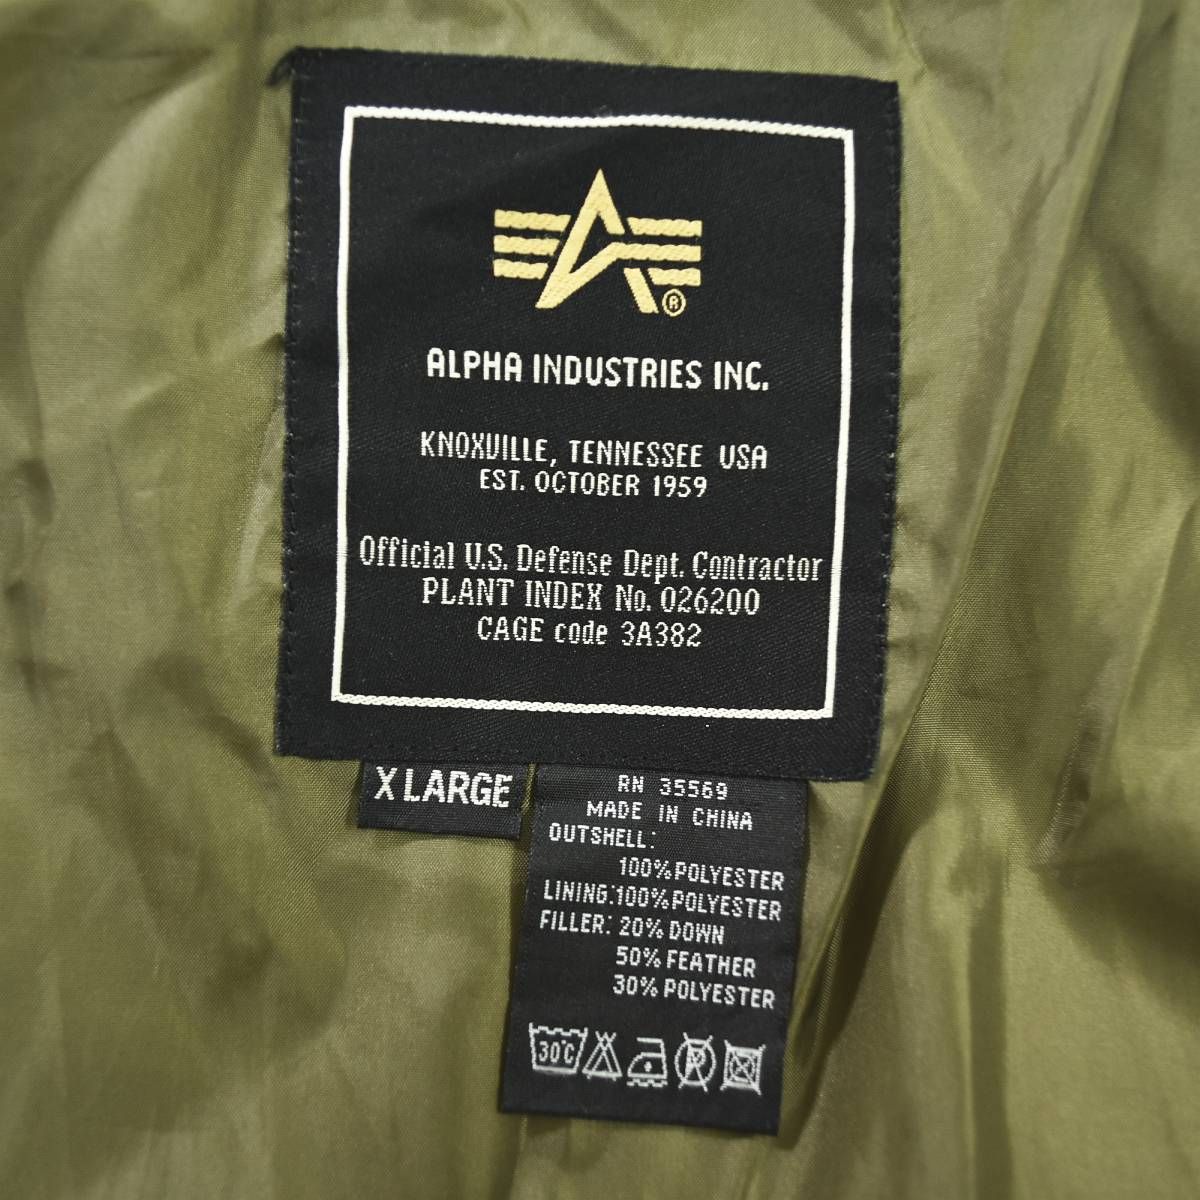 ®
ALPHA INDUSTRIES INC.
KNOXVILLE, TENNESSEE USA
EST. OCTOBER 1959
Official U.S. Defense Dept. Contractor
PLANT INDEX No. 026200
CAGE code 3A382
X LARGE
RN 35569
MADE IN CHINA
OUTSHELL:
100% POLYESTER
LINING: 100% POLYESTER
FILLER: 20% DOWN
50% FEATHER
30% POLYESTER
30°C
P